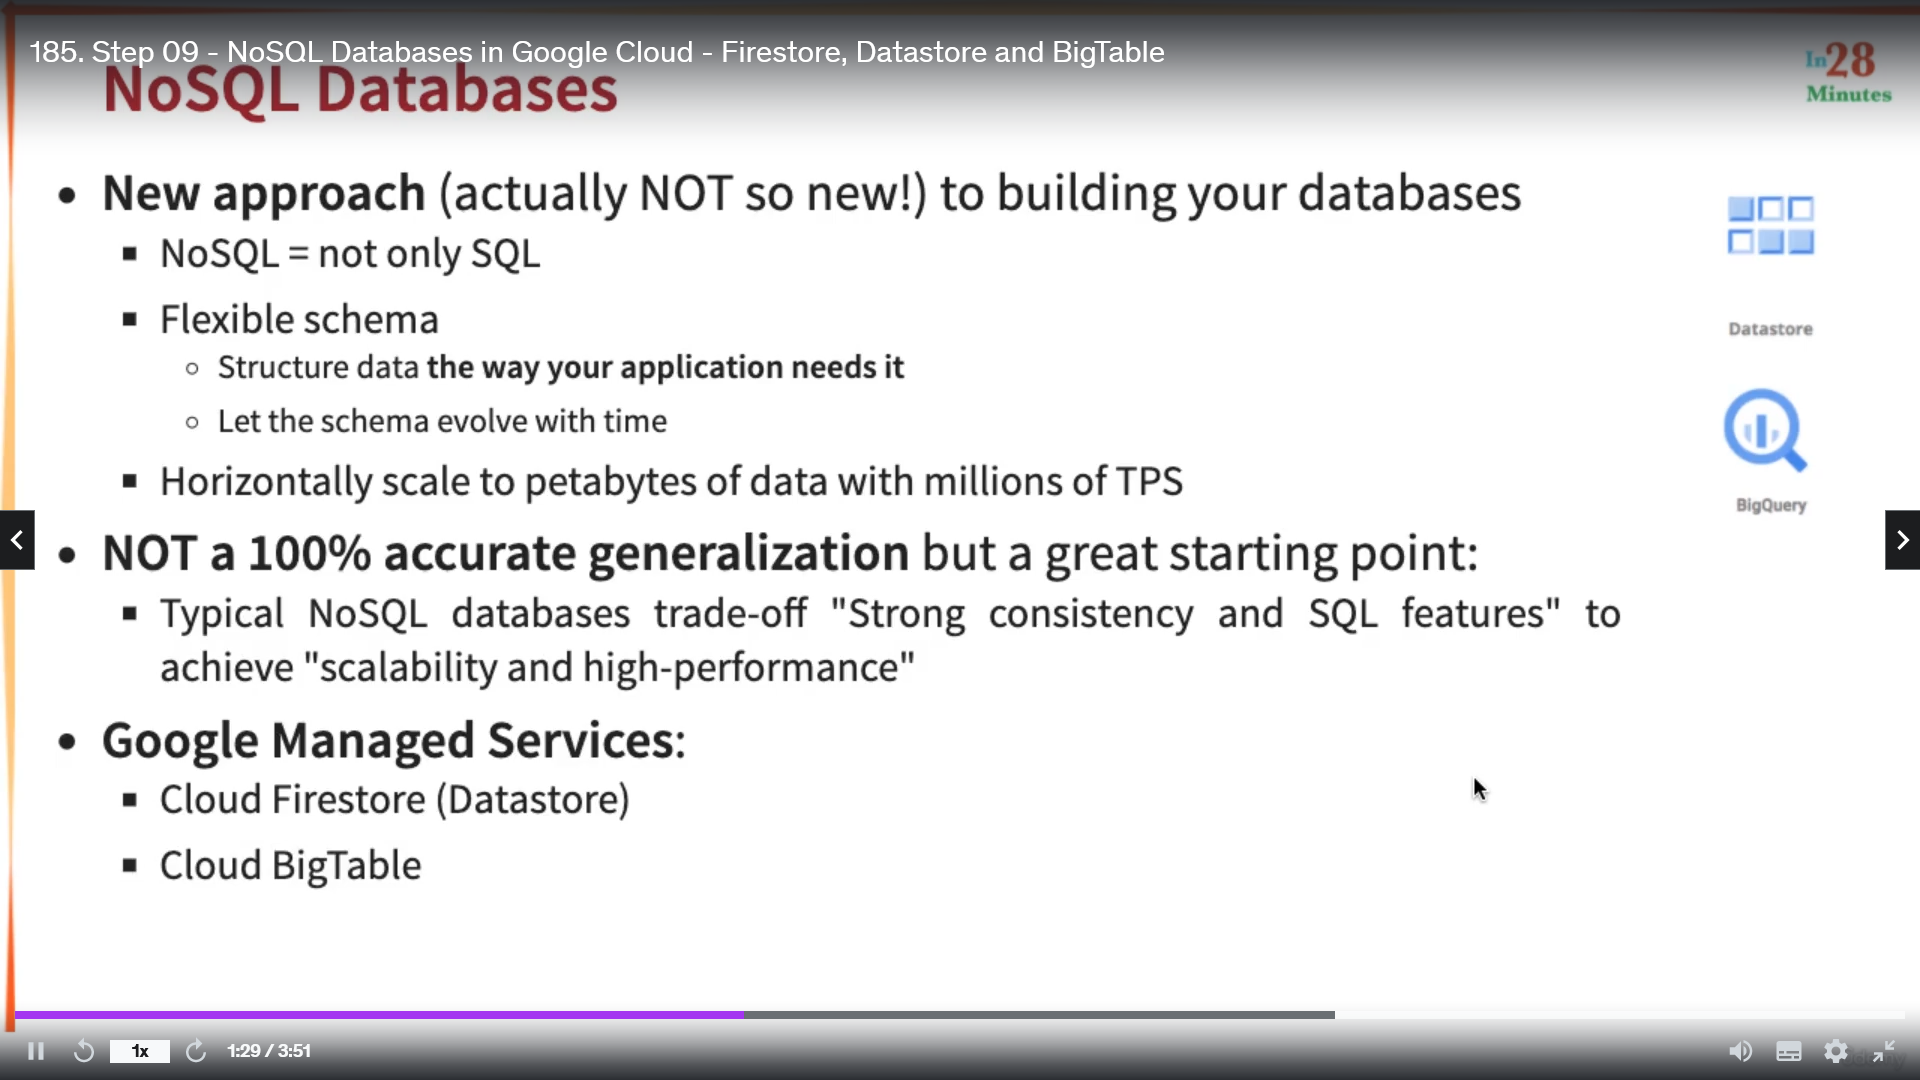 185. Step 09 - NoSQL Databases in Google Cloud - Firestore, Datastore and BigTable
NoSQL Databases
In28
Minutes
• New approach (actually NOT so new!) to building your databases
▪ NoSQL = not only SQL
▪ Flexible schema
○ Structure data the way your application needs it
○ Let the schema evolve with time
▪ Horizontally scale to petabytes of data with millions of TPS
Datastore
BigQuery
• NOT a 100% accurate generalization but a great starting point:
▪ Typical NoSQL databases trade-off "Strong consistency and SQL features" to
achieve "scalability and high-performance"
• Google Managed Services:
▪ Cloud Firestore (Datastore)
▪ Cloud BigTable
1x
1:29 / 3:51